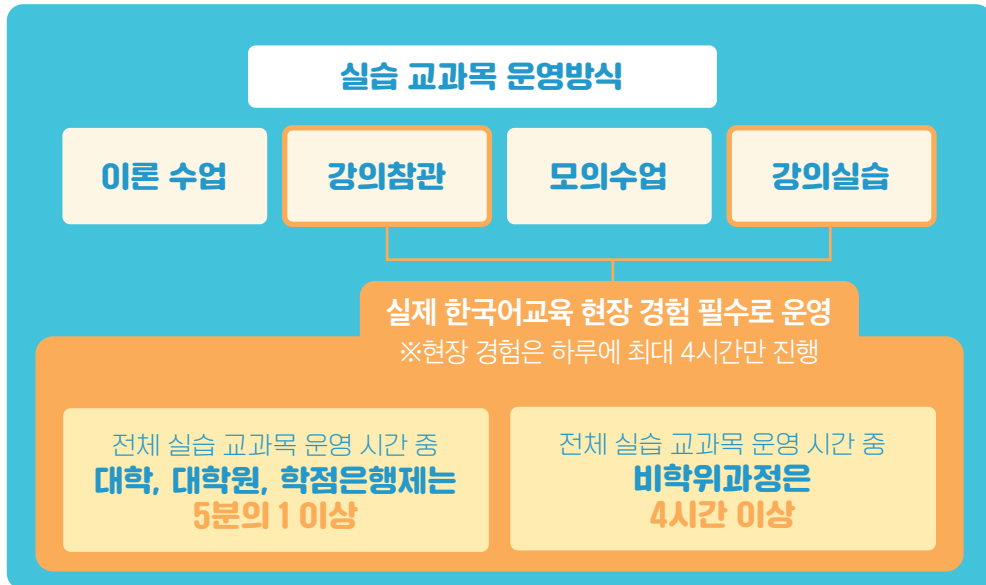 실습 교과목 운영방식
이론 수업
강의참관
모의수업
강의실습
실제 한국어교육 현장 경험 필수로 운영
※현장 경험은 하루에 최대 4시간만 진행
전체 실습 교과목 운영 시간 중
대학, 대학원, 학점은행제는
5분의 1 이상
전체 실습 교과목 운영 시간 중
비학위과정은
4시간 이상